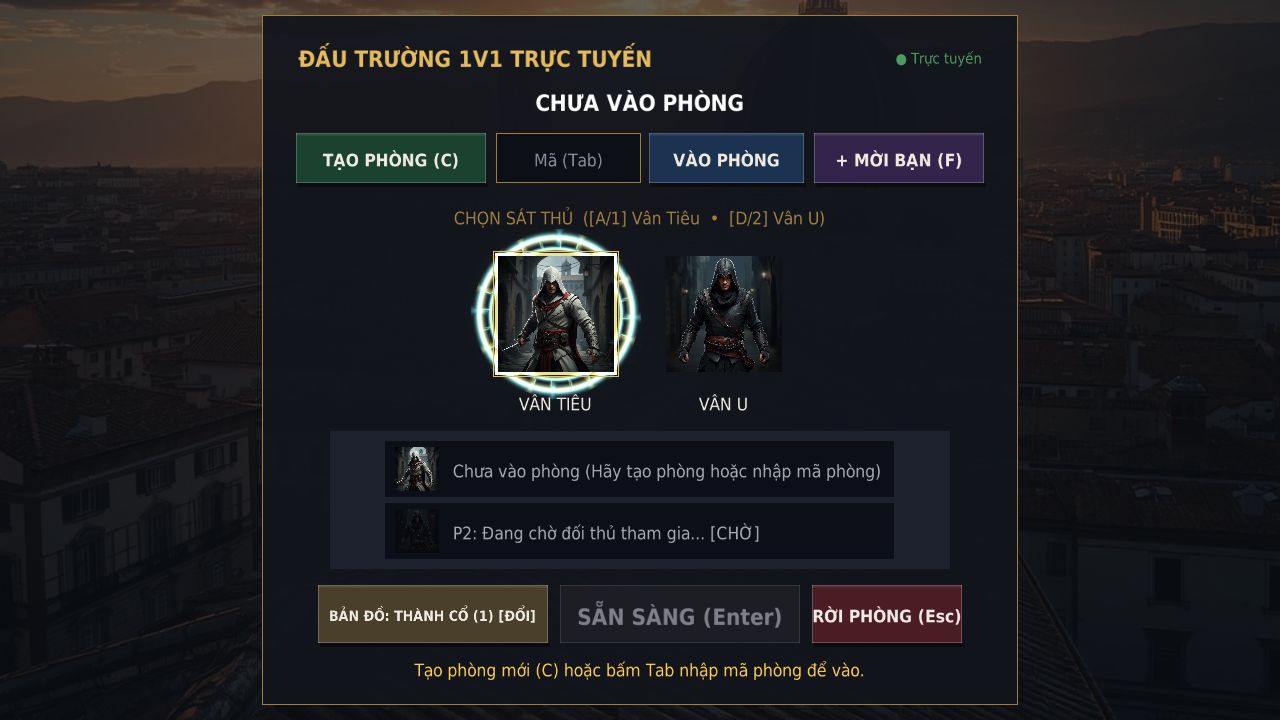 ĐẤU TRƯỜNG 1V1 TRỰC TUYẾN
Trực tuyến
CHƯA VÀO PHÒNG
TẠO PHÒNG (C)
Mã (Tab)
VÀO PHÒNG
+ MỜI BẠN (F)
CHỌN SÁT THỦ ([A/1] Vân Tiêu • [D/2] Vân U)
VÂN TIÊU
VÂN U
Chưa vào phòng (Hãy tạo phòng hoặc nhập mã phòng)
P2: Đang chờ đối thủ tham gia... [CHỜ]
BẢN ĐỒ: THÀNH CỔ (1) [ĐỔI]
SẴN SÀNG (Enter)
RỜI PHÒNG (Esc)
Tạo phòng mới (C) hoặc bấm Tab nhập mã phòng để vào.